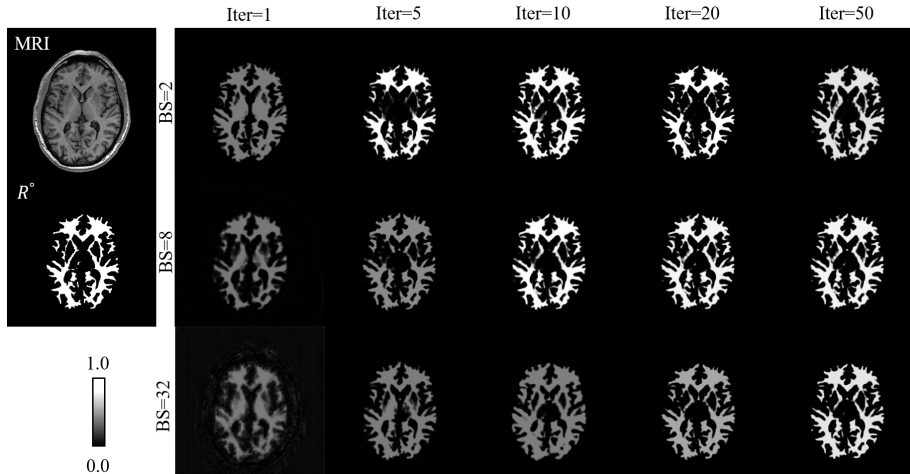 Iter=1 Iter=5 Iter=10 Iter=20 Iter=50
MRI
BS=2
R°
BS=8
1.0
BS=32
0.0